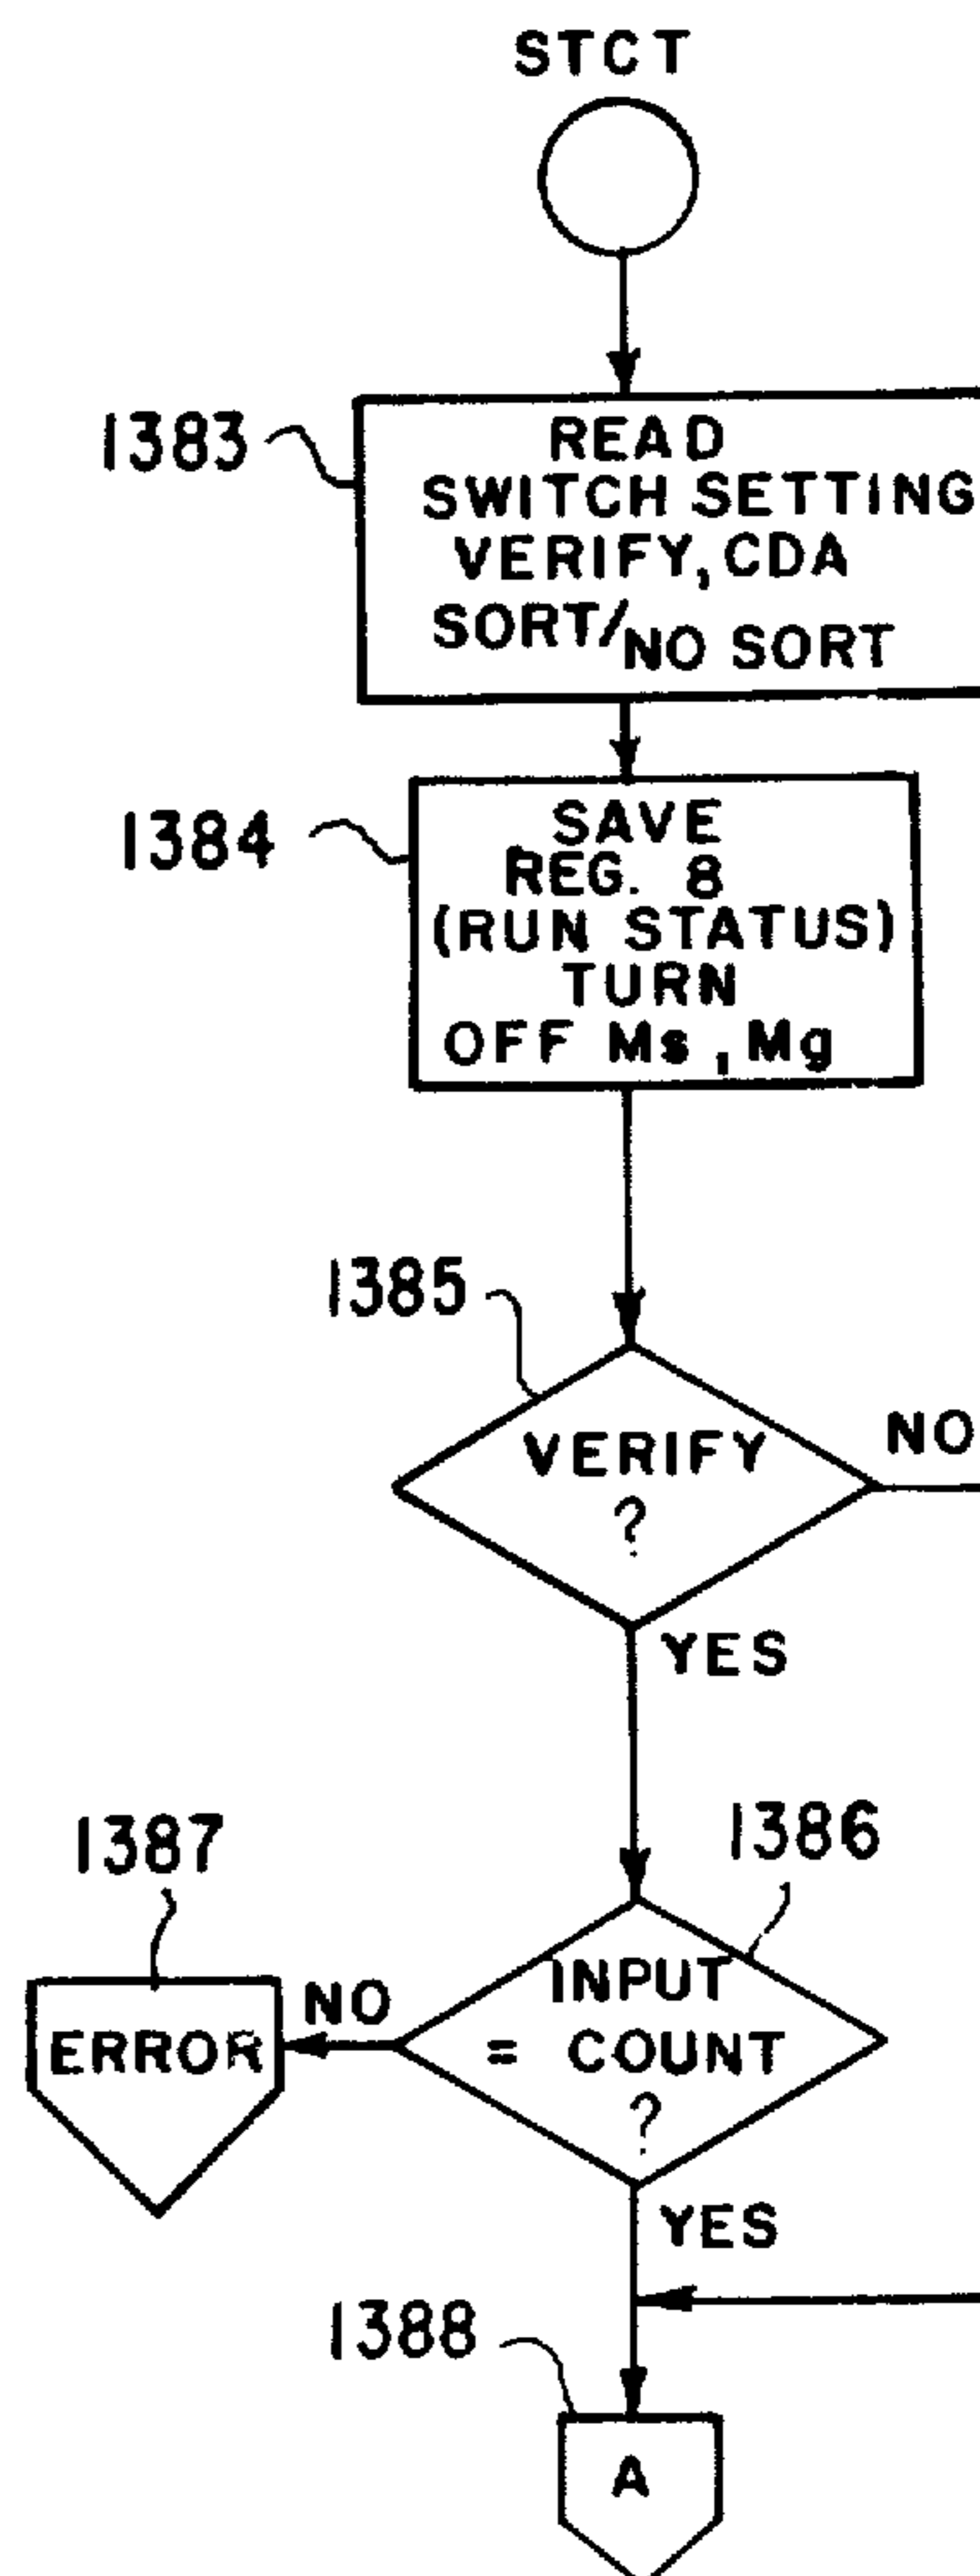 STCT
1383
READ
SWITCH SETTING
VERIFY, CDA
SORT/NO SORT
1384
SAVE
REG. 8
(RUN STATUS)
TURN
OFF Ms, Mg
1385
VERIFY
?
NO
YES
1387
1386
INPUT
= COUNT
?
NO
ERROR
YES
1388
A